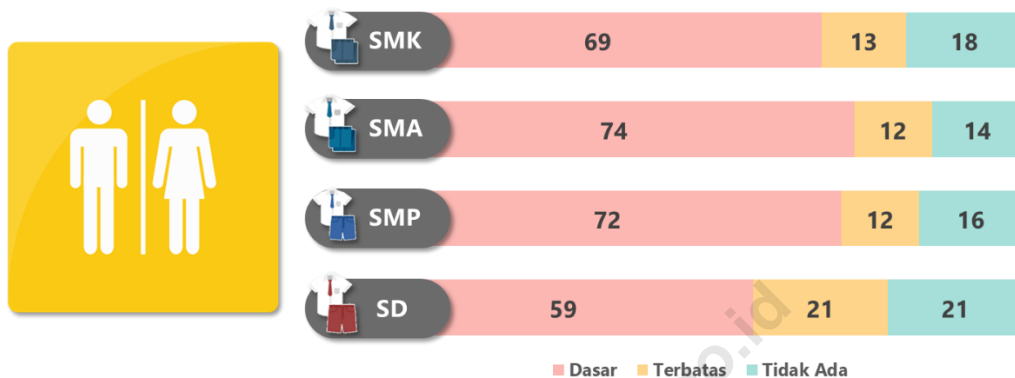 SMK 69 13 18
SMA 74 12 14
SMP 72 12 16
SD 59 21 21
Dasar Terbatas Tidak Ada
o.id